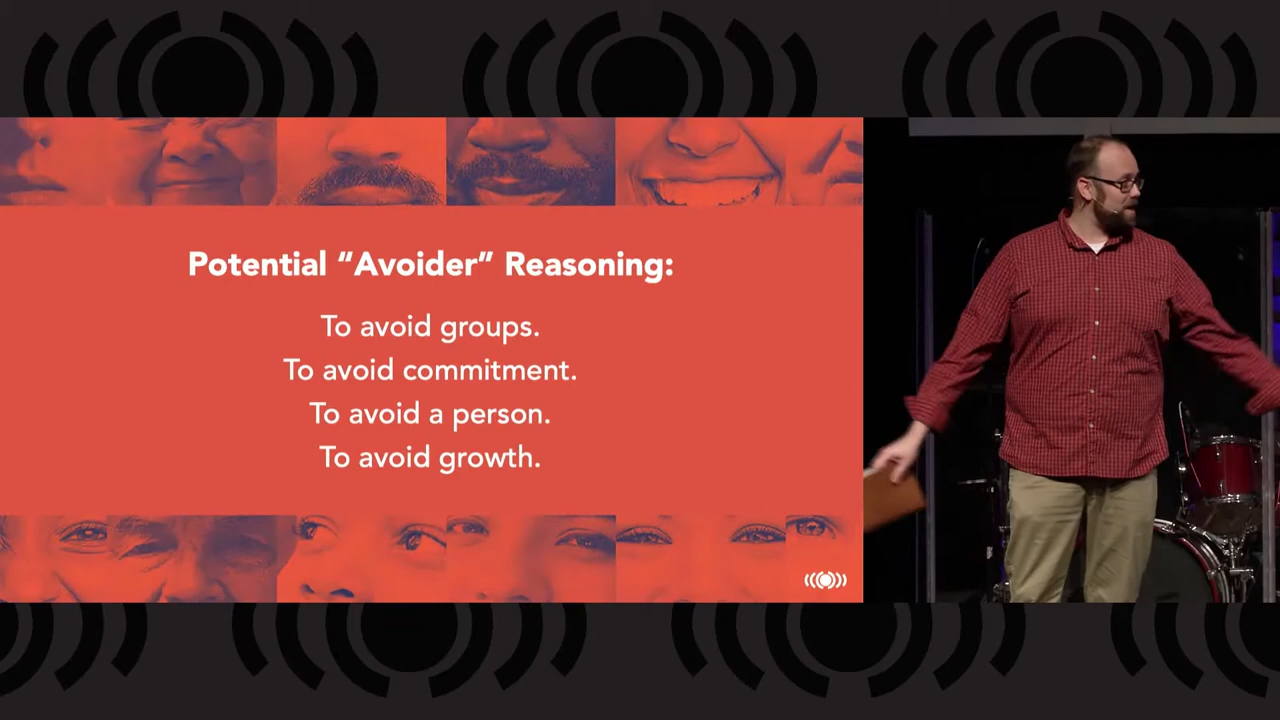 Potential “Avoider” Reasoning:
To avoid groups.
To avoid commitment.
To avoid a person.
To avoid growth.